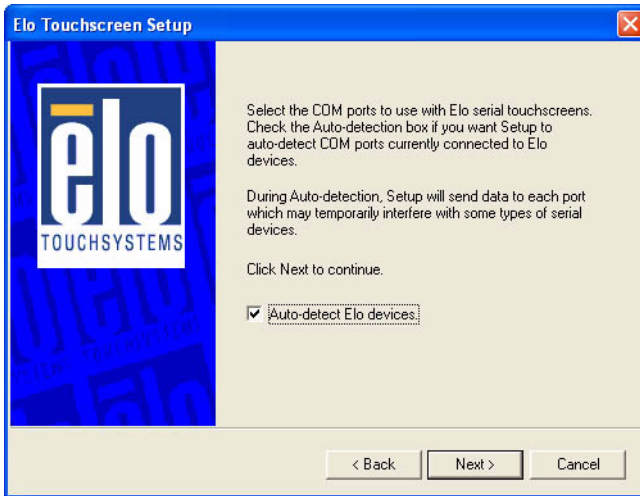 Elo Touchscreen Setup
elo
TOUCHSYSTEMS
Select the COM ports to use with Elo serial touchscreens.
Check the Auto-detection box if you want Setup to
auto-detect COM ports currently connected to Elo
devices.
During Auto-detection, Setup will send data to each port
which may temporarily interfere with some types of serial
devices.
Click Next to continue.
Auto-detect Elo devices.
< Back
Next >
Cancel